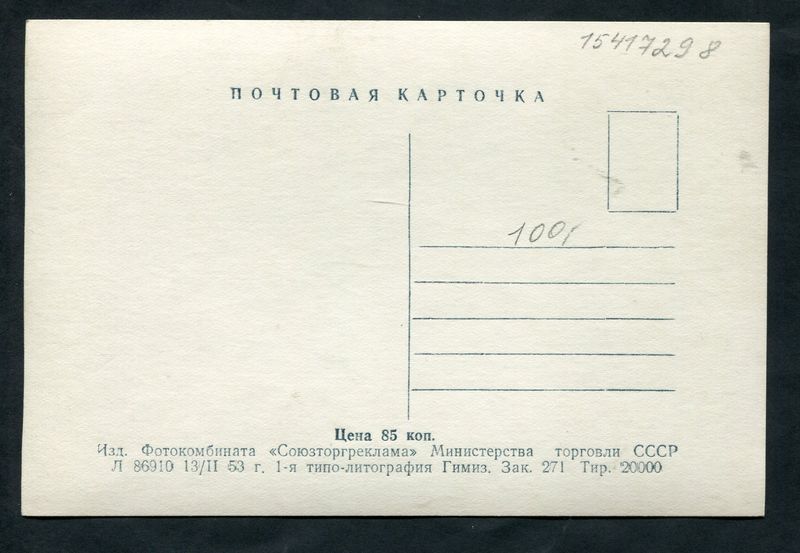 15417298
ПОЧТОВАЯ КАРТОЧКА
100
Цена 85 коп.
Изд. Фотокомбината «Союзторгреклама» Министерства торговли СССР
Л 86910 13/II 53 г. 1-я типо-литография Гимиз. Зак. 271 Тир. 20000